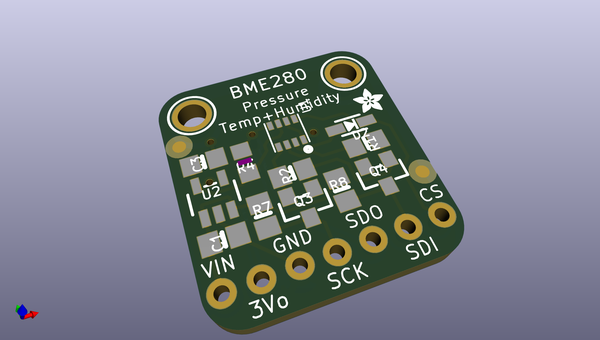 BME280
Pressure
Temp+Humidity
C3
R4
U2
R2
Q4
R8
Q3
R7
C1
CS
SDI
SDO
SCK
GND
3Vo
VIN